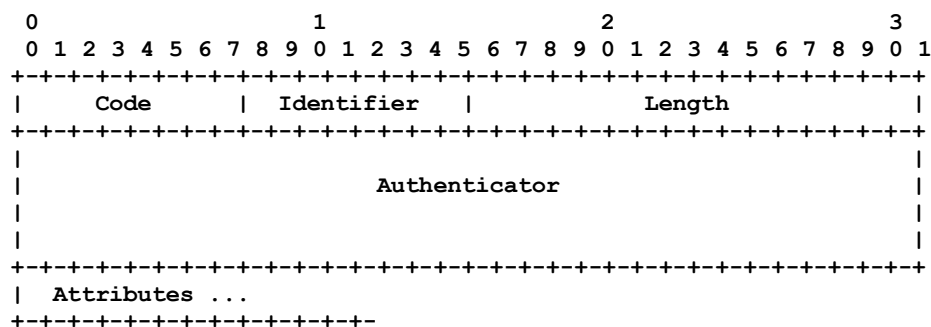 0                   1                   2                   3
 0 1 2 3 4 5 6 7 8 9 0 1 2 3 4 5 6 7 8 9 0 1 2 3 4 5 6 7 8 9 0 1
+-+-+-+-+-+-+-+-+-+-+-+-+-+-+-+-+-+-+-+-+-+-+-+-+-+-+-+-+-+-+-+-+
|     Code      |  Identifier   |            Length             |
+-+-+-+-+-+-+-+-+-+-+-+-+-+-+-+-+-+-+-+-+-+-+-+-+-+-+-+-+-+-+-+-+
|                                                               |
|                         Authenticator                         |
|                                                               |
|                                                               |
+-+-+-+-+-+-+-+-+-+-+-+-+-+-+-+-+-+-+-+-+-+-+-+-+-+-+-+-+-+-+-+-+
|  Attributes ...
+-+-+-+-+-+-+-+-+-+-+-+-+-